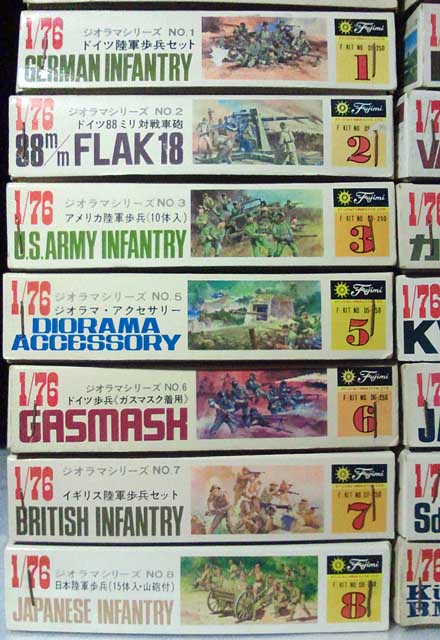 1/76
ジオラマシリーズ NO.1
ドイツ陸軍歩兵セット
GERMAN INFANTRY
Fujimi
1
1/76
ジオラマシリーズ NO.2
ドイツ88ミリ対戦車砲
88m/m FLAK 18
Fujimi
2
1/76
ジオラマシリーズ NO.3
アメリカ陸軍歩兵(10体入)
U.S. ARMY INFANTRY
Fujimi
3
1/76
ジオラマシリーズ NO.5
ジオラマ・アクセサリー
DIORAMA
ACCESSORY
Fujimi
F:KIT NO. D5-250
5
1/76
ジオラマシリーズ NO.6
ドイツ歩兵《ガスマスク着用》
GASMASK
Fujimi
F:KIT NO. D6-250
6
1/76
ジオラマシリーズ NO.7
イギリス陸軍歩兵セット
BRITISH INFANTRY
Fujimi
7
1/76
ジオラマシリーズ NO.8
日本陸軍歩兵(15体入・山砲付)
JAPANESE INFANTRY
Fujimi
8